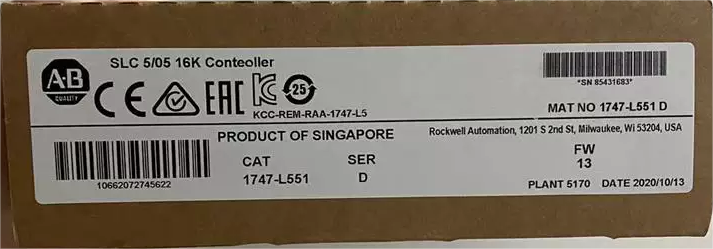 SLC 5/05 16K Conteoller
A-B
QUALITY
CE
EAC
25
KCC-REM-RAA-1747-L5
*SN 85431683*
MAT NO 1747-L551 D
PRODUCT OF SINGAPORE
Rockwell Automation, 1201 S 2nd St, Milwaukee, Wi 53204, USA
CAT
SER
FW
13
10662072745622
1747-L551
D
PLANT 5170 DATE 2020/10/13